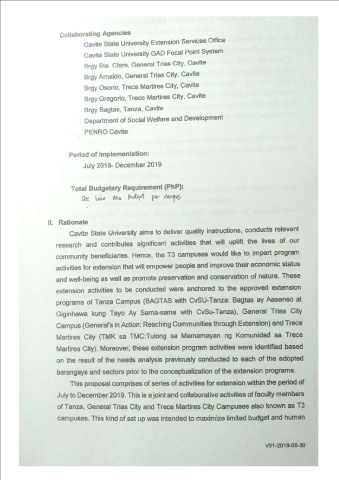 Collaborating Agencies
Cavite State University Extension Services Office
Cavite State University GAD Focal Point System
Brgy Sta. Clara, General Trias City, Cavite
Brgy Arnaldo, General Trias City, Cavite
Brgy Osorio, Trece Martires City, Cavite
Brgy Gregorio, Trece Martires City, Cavite
Brgy Bagtas, Tanza, Cavite
Department of Social Welfare and Development
PENRO Cavite
Period of Implementation:
July 2019- December 2019
Total Budgetary Requirement (PhP):
budget per campus
II. Rationale
Cavite State University aims to deliver quality instructions, conducts relevant
research and contributes significant activities that will uplift the lives of our
community beneficiaries. Hence, the T3 campuses would like to impart program
activities for extension that will empower people and improve their economic status
and well-being as well as promote preservation and conservation of nature. These
extension activities to be conducted were anchored to the approved extension
programs of Tanza Campus (BAGTAS with CvSU-Tanza: Bagtas ay Aasenso at
Giginhawa kung Tayo Ay Sama-sama with CvSu-Tanza), General Trias City
Campus (General's in Action: Reaching Communities through Extension) and Trece
Martires City (TMK sa TMC:Tulong sa Mamamayan ng Komunidad sa Trece
Martires City). Moreover, these extension program activities were identified based
on the result of the needs analysis previously conducted to each of the adopted
barangays and sectors prior to the conceptualization of the extension programs.
This proposal comprises of series of activities for extension within the period of
July to December 2019. This is a joint and collaborative activities of faculty members
of Tanza, General Trias City and Trece Martires City Campuses also known as T3
campuses. This kind of set up was intended to maximize limited budget and human
V01-2018-05-30